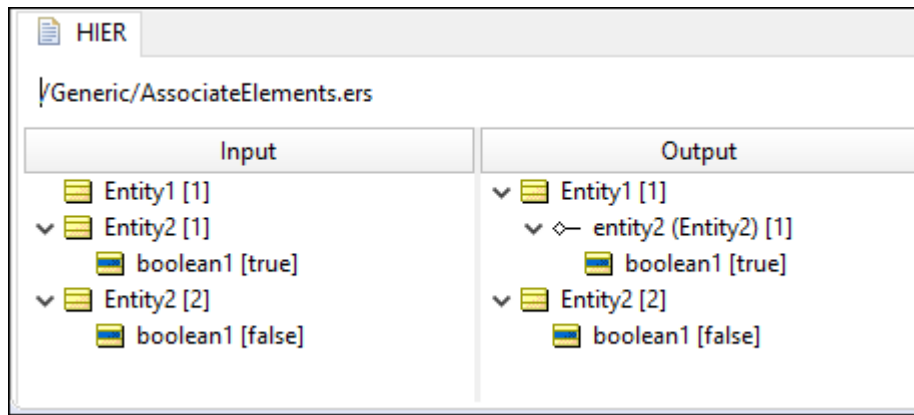 HIER
/Generic/AssociateElements.ers
Input
Output
Entity1 [1]
Entity2 [1]
boolean1 [true]
Entity2 [2]
boolean1 [false]
Entity1 [1]
entity2 (Entity2) [1]
boolean1 [true]
Entity2 [2]
boolean1 [false]